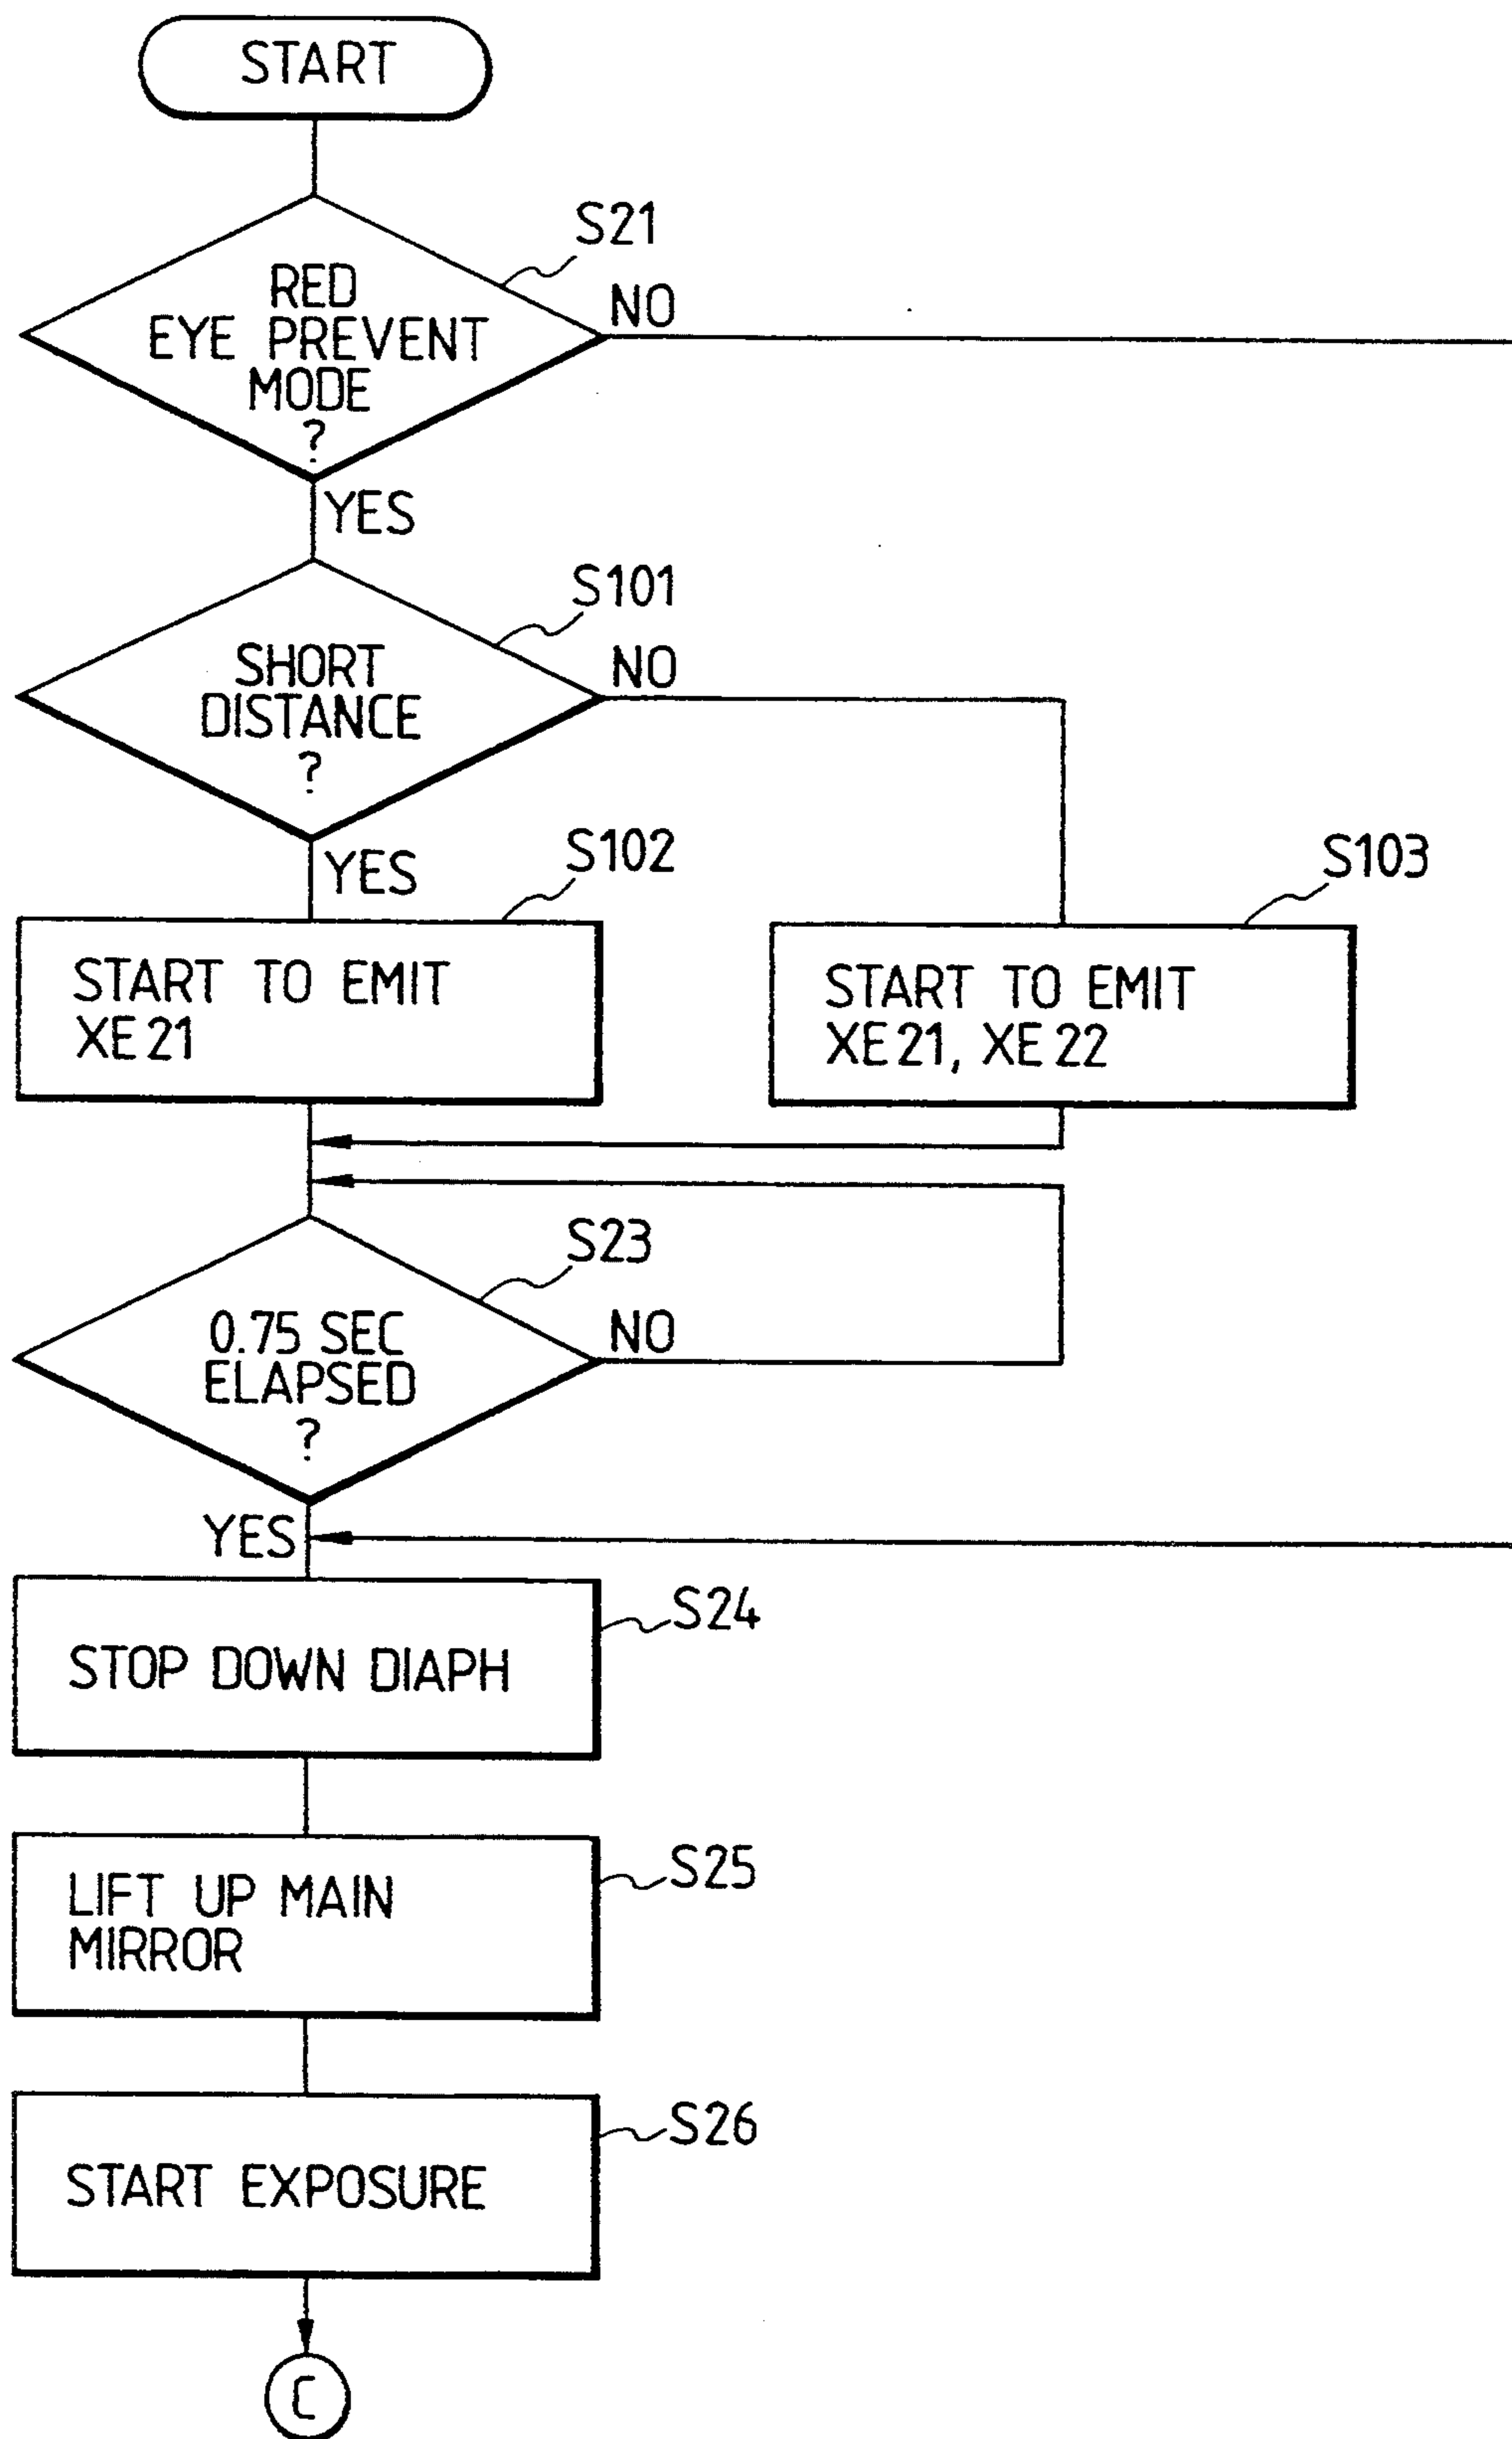 START
S21
RED
EYE PREVENT
MODE
?
NO
YES
S101
SHORT
DISTANCE
?
NO
YES
S102
START TO EMIT
XE21
S103
START TO EMIT
XE21, XE22
S23
0.75 SEC
ELAPSED
?
NO
YES
S24
STOP DOWN DIAPH
S25
LIFT UP MAIN
MIRROR
S26
START EXPOSURE
C